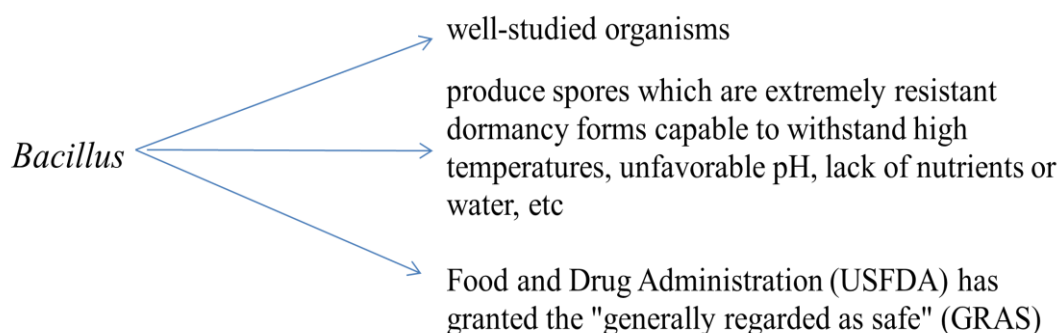 well-studied organisms
produce spores which are extremely resistant
dormancy forms capable to withstand high
Bacillus
temperatures, unfavorable pH, lack of nutrients or
water, etc
Food and Drug Administration (USFDA) has
granted the "generally regarded as safe" (GRAS)